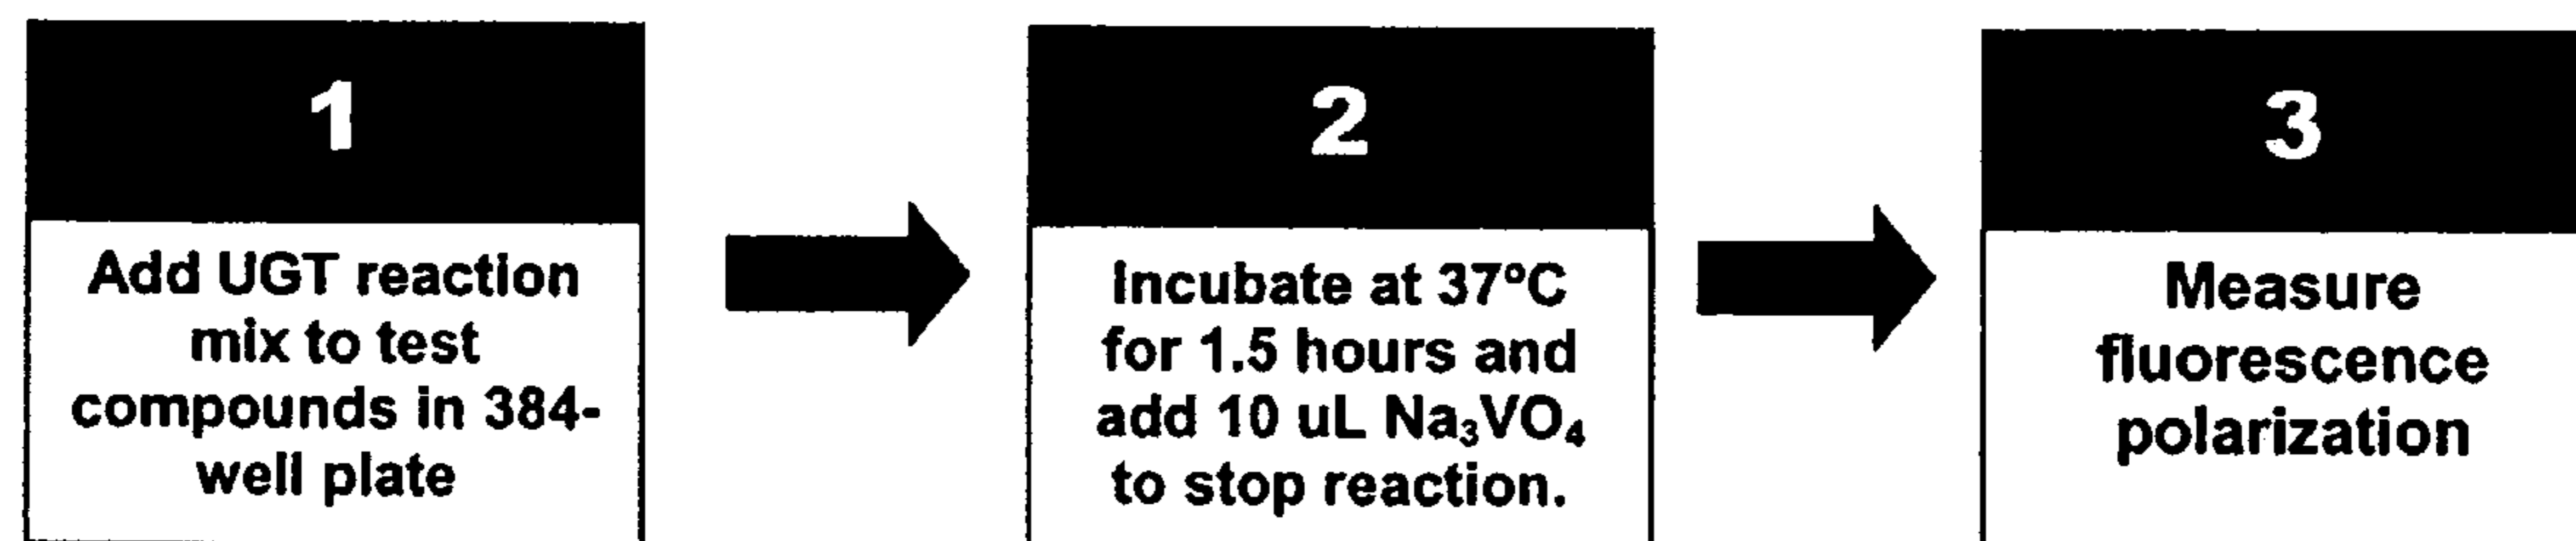 1
Add UGT reaction
mix to test
compounds in 384-
well plate
2
Incubate at 37ºC
for 1.5 hours and
add 10 uL Na₃VO₄
to stop reaction.
3
Measure
fluorescence
polarization